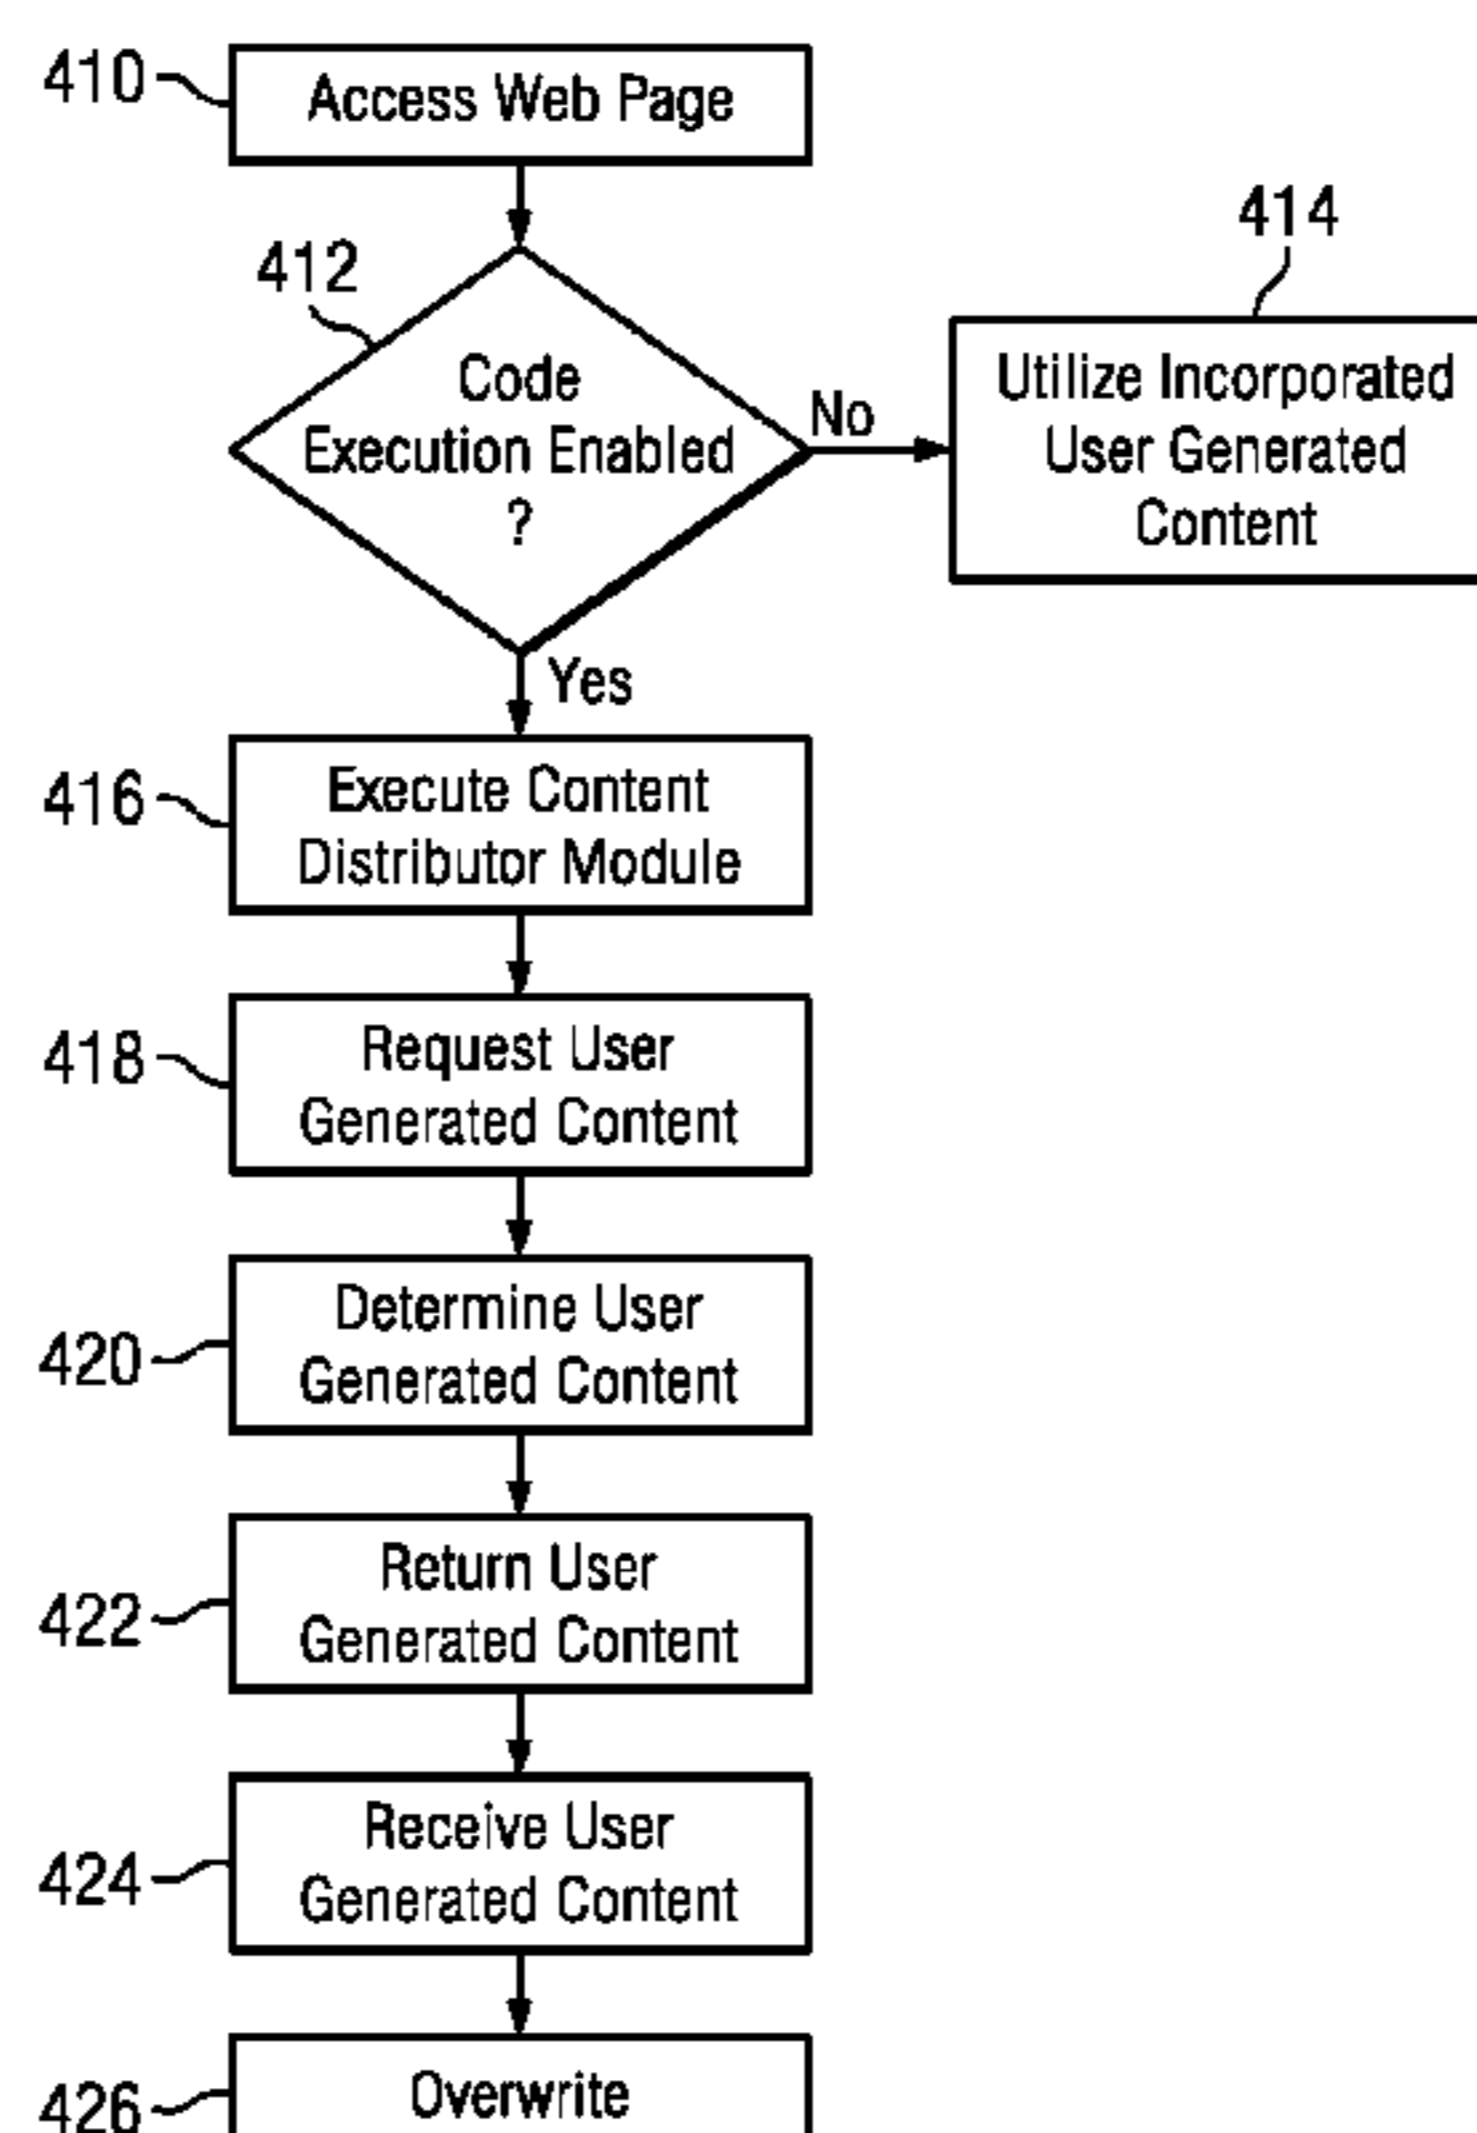 410
Access Web Page
414
412
Code
Execution Enabled
?
No
Utilize Incorporated
User Generated
Content
Yes
416
Execute Content
Distributor Module
418
Request User
Generated Content
420
Determine User
Generated Content
422
Return User
Generated Content
424
Receive User
Generated Content
426
Overwrite